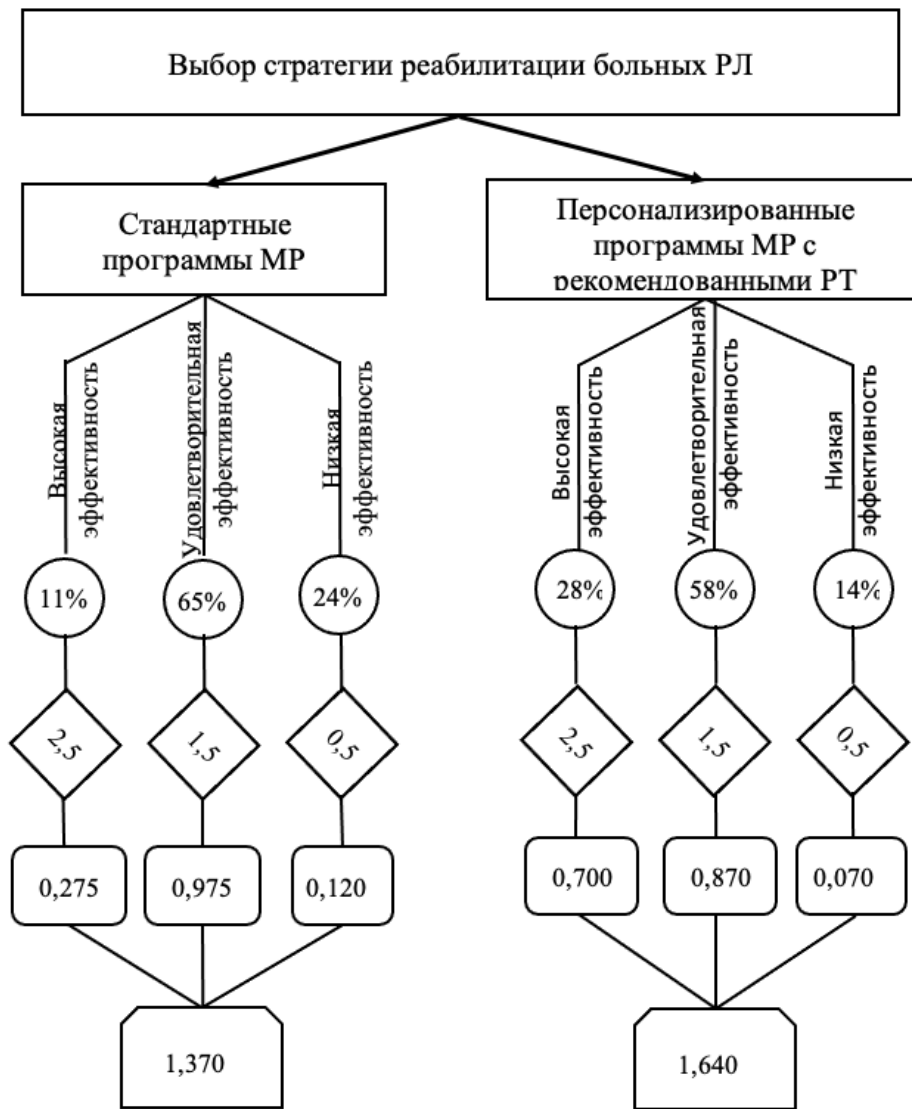 Выбор стратегии реабилитации больных РЛ
Стандартные
программы МР
Персонализированные
программы МР с
рекомендованными РТ
Высокая
эффективность
Удовлетворительная
эффективность
Низкая
эффективность
Высокая
эффективность
Удовлетворительная
эффективность
Низкая
эффективность
11%
65%
24%
28%
58%
14%
2,5
1,5
0,5
2,5
1,5
0,5
0,275
0,975
0,120
0,700
0,870
0,070
1,370
1,640